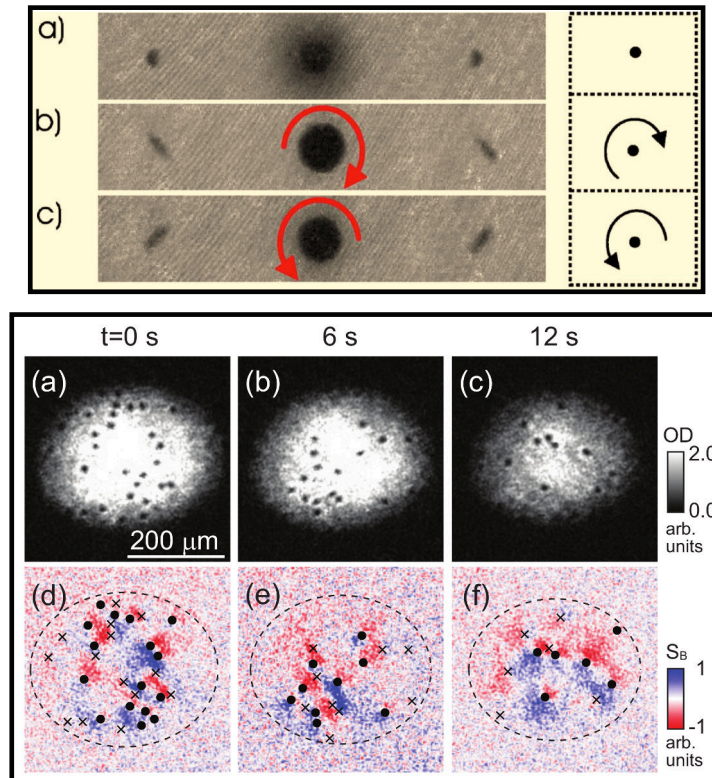 a)
b)
c)
t=0 s 6 s 12 s
(a) (b) (c)
OD
2.0
0.0
arb.
units
200 μm
(d) (e) (f)
S_B
1
-1
arb.
units